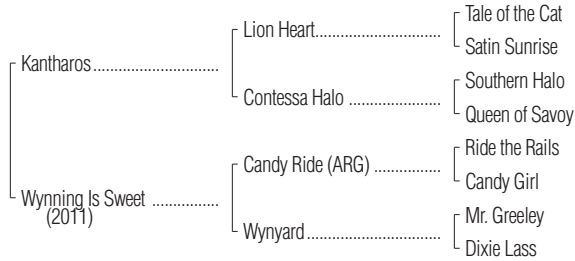 Tale of the Cat
Lion Heart
Satin Sunrise
Kantharos
Southern Halo
Contessa Halo
Queen of Savoy
Ride the Rails
Candy Ride (ARG)
Candy Girl
Wynning Is Sweet
(2011)
Mr. Greeley
Wynyard
Dixie Lass